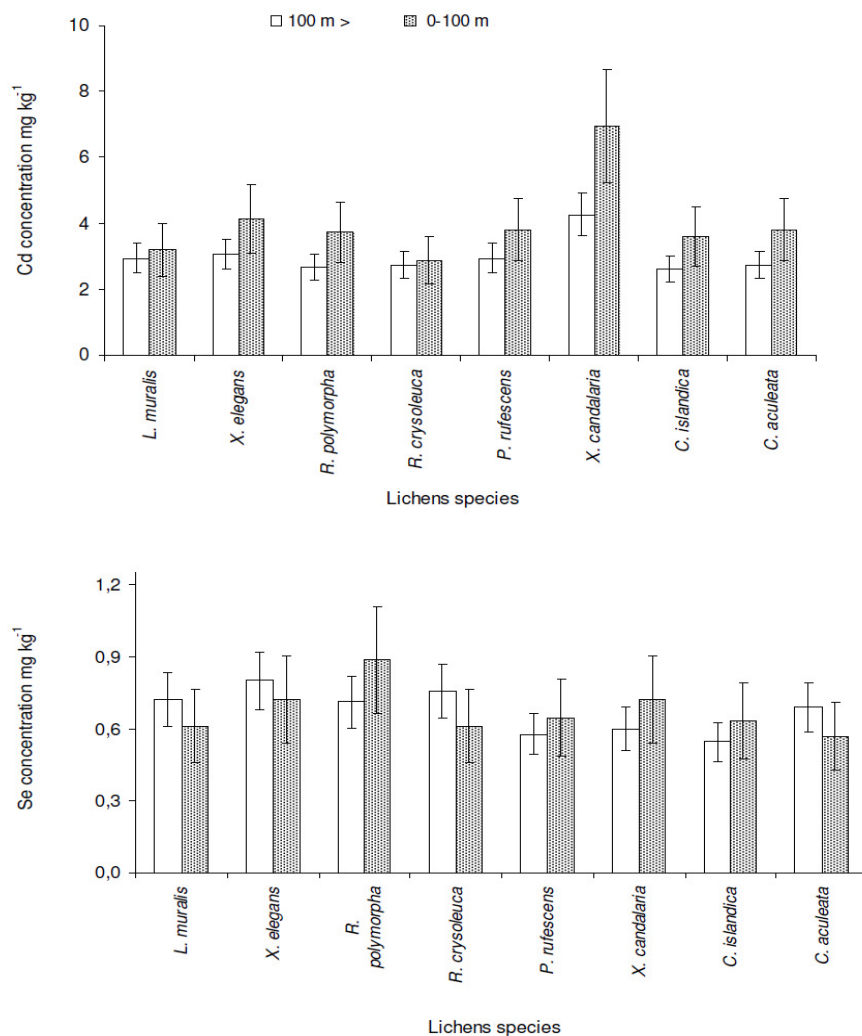 100 m >
0-100 m
Cd concentration mg kg-1
10
8
6
4
2
0
L. muralis
X. elegans
R. polymorpha
R. crysoleuca
P. rufescens
X. candalaria
C. islandica
C. aculeata
Lichens species
Se concentration mg kg-1
1,2
0,9
0,6
0,3
0,0
L. muralis
X. elegans
R.
polymorpha
R. crysoleuca
P. rufescens
X. candalaria
C. islandica
C. aculeata
Lichens species